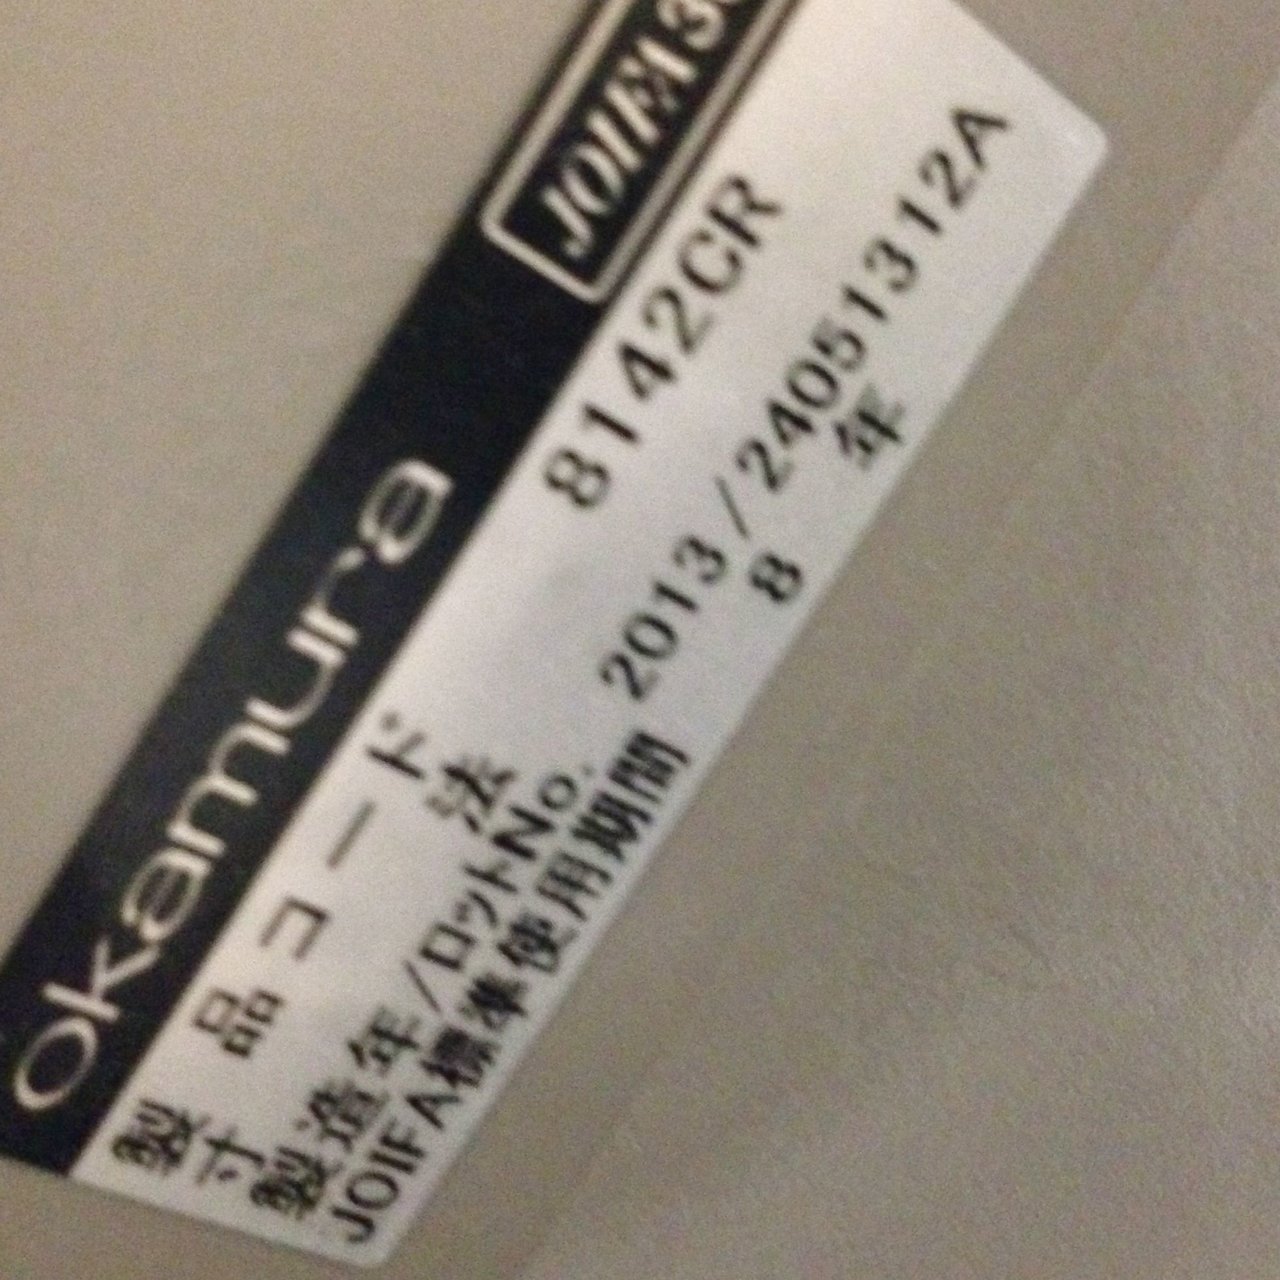 okamura JOIFA 3
製品コード 8142CR
寸法
製造年/ロットNo. 2013/24051312A
JOIFA標準使用期間 8年